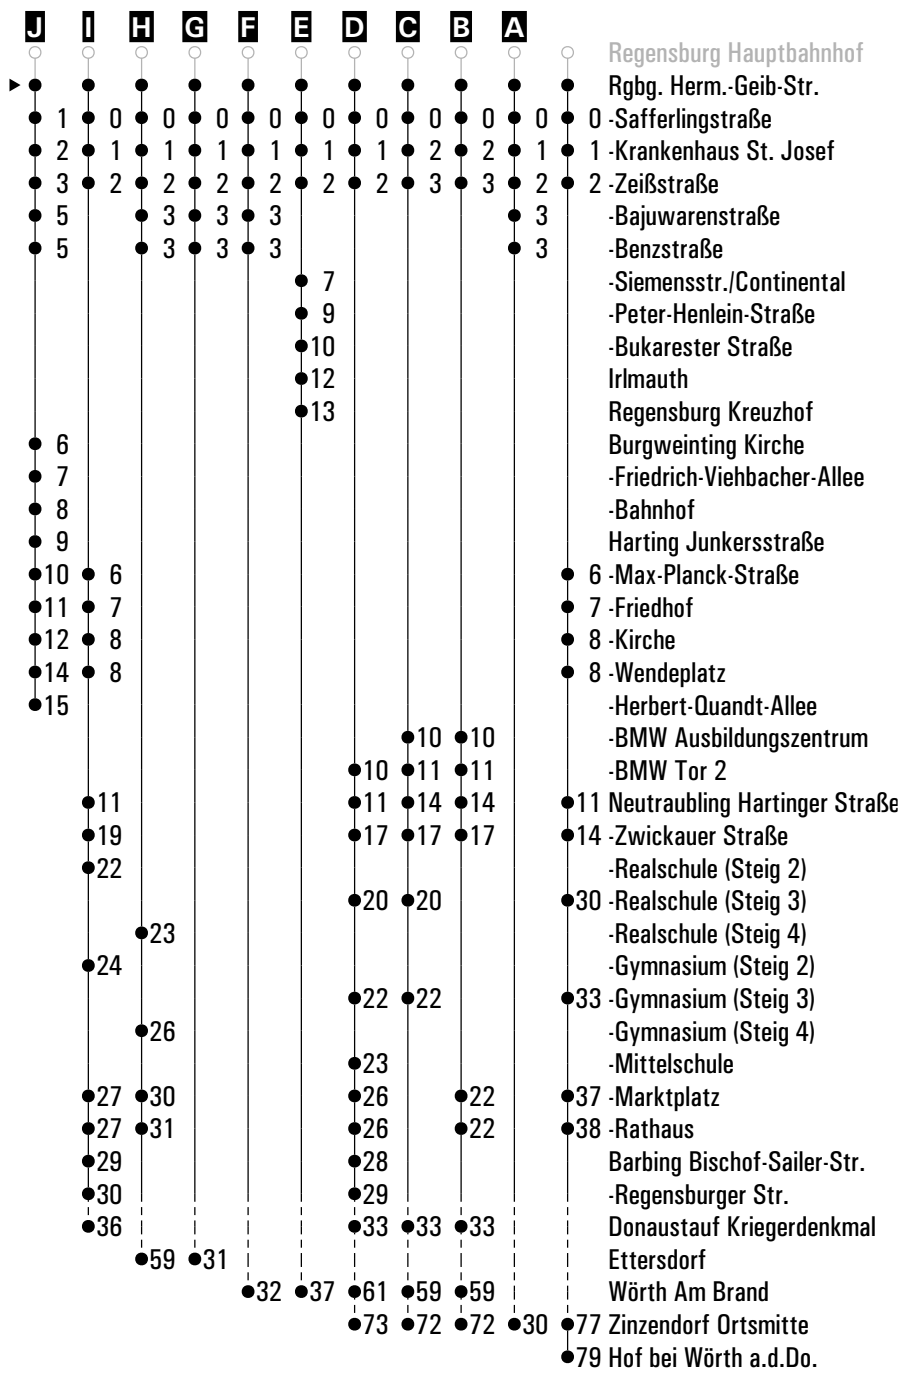 J I H G F E D C B A
Regensburg Hauptbahnhof
Rgbg. Herm.-Geib-Str.
1 0 0 0 0 0 0 0 0 0 0 -Safferlingstraße
2 1 1 1 1 1 1 2 2 1 1 -Krankenhaus St. Josef
3 2 2 2 2 2 2 3 3 2 2 -Zeißstraße
5 3 3 3 3 -Bajuwarenstraße
5 3 3 3 3 -Benzstraße
7 -Siemensstr./Continental
9 -Peter-Henlein-Straße
10 -Bukarester Straße
12 Irlmauth
13 Regensburg Kreuzhof
6 Burgweinting Kirche
7 -Friedrich-Viehbacher-Allee
8 -Bahnhof
9 Harting Junkersstraße
10 6 6 -Max-Planck-Straße
11 7 7 -Friedhof
12 8 8 -Kirche
14 8 8 -Wendeplatz
15 -Herbert-Quandt-Allee
10 10 -BMW Ausbildungszentrum
10 11 11 -BMW Tor 2
11 11 14 14 11 Neutraubling Hartinger Straße
19 17 17 17 14 -Zwickauer Straße
22 -Realschule (Steig 2)
20 20 30 -Realschule (Steig 3)
23 -Realschule (Steig 4)
24 -Gymnasium (Steig 2)
22 22 33 -Gymnasium (Steig 3)
26 -Gymnasium (Steig 4)
23 -Mittelschule
27 30 26 22 37 -Marktplatz
27 31 26 22 38 -Rathaus
29 28 Barbing Bischof-Sailer-Str.
30 29 -Regensburger Str.
36 33 33 33 Donaustauf Kriegerdenkmal
59 31 Ettersdorf
32 37 61 59 59 Wörth Am Brand
73 72 72 30 77 Zinzendorf Ortsmitte
79 Hof bei Wörth a.d.Do.